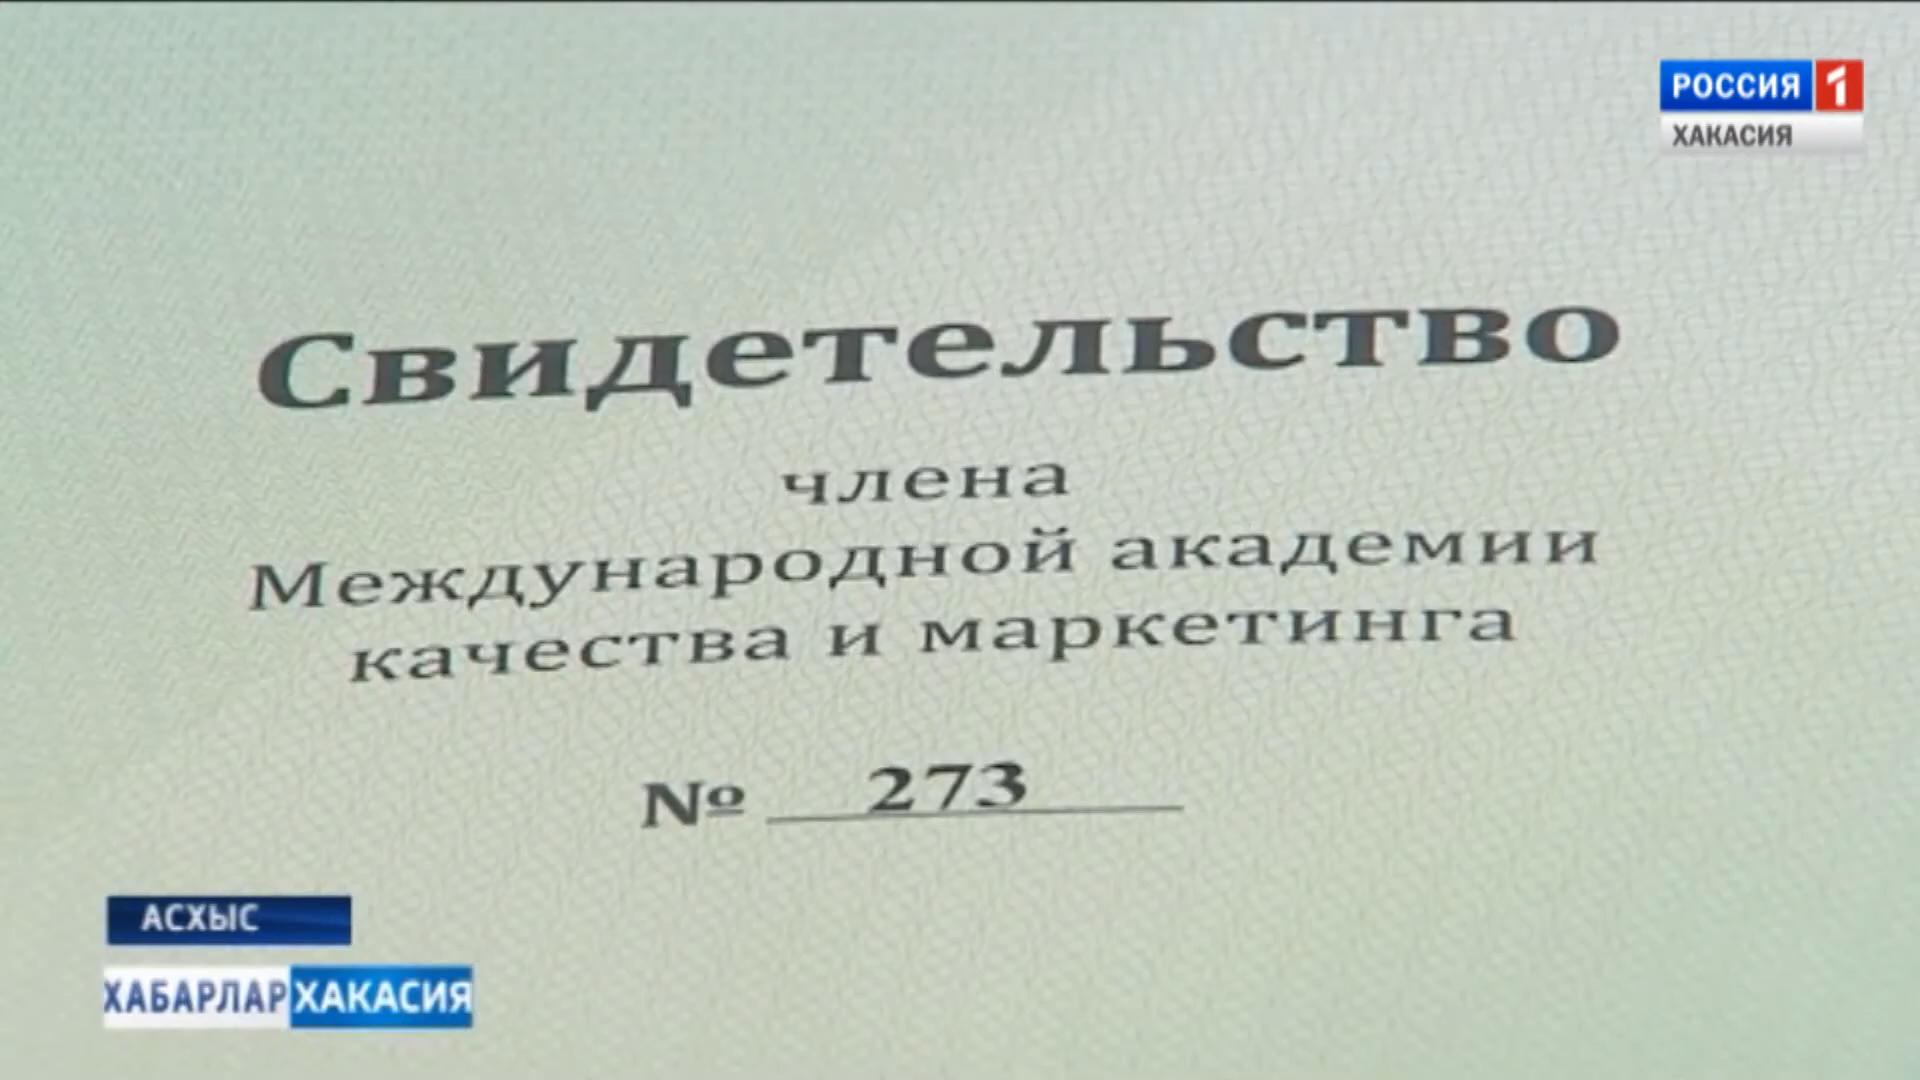 РОССИЯ 1
ХАКАСИЯ
Свидетельство
члена
Международной академии
качества и маркетинга
№ 273
АСХЫС
ХАБАРЛАР ХАКАСИЯ